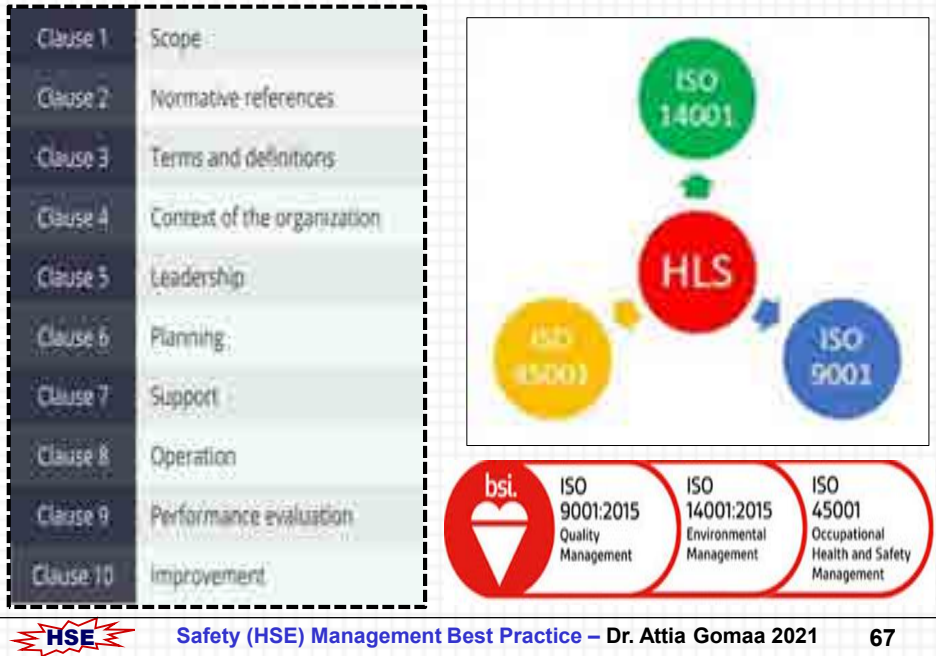 Clause 1 Scope
Clause 2 Normative references
Clause 3 Terms and definitions
Clause 4 Context of the organization
Clause 5 Leadership
Clause 6 Planning
Clause 7 Support
Clause 8 Operation
Clause 9 Performance evaluation
Clause 10 Improvement
ISO
14001
HLS
ISO
45001
ISO
9001
bsi.
ISO
9001:2015
Quality
Management
ISO
14001:2015
Environmental
Management
ISO
45001
Occupational
Health and Safety
Management
HSE
Safety (HSE) Management Best Practice – Dr. Attia Gomaa 2021
67